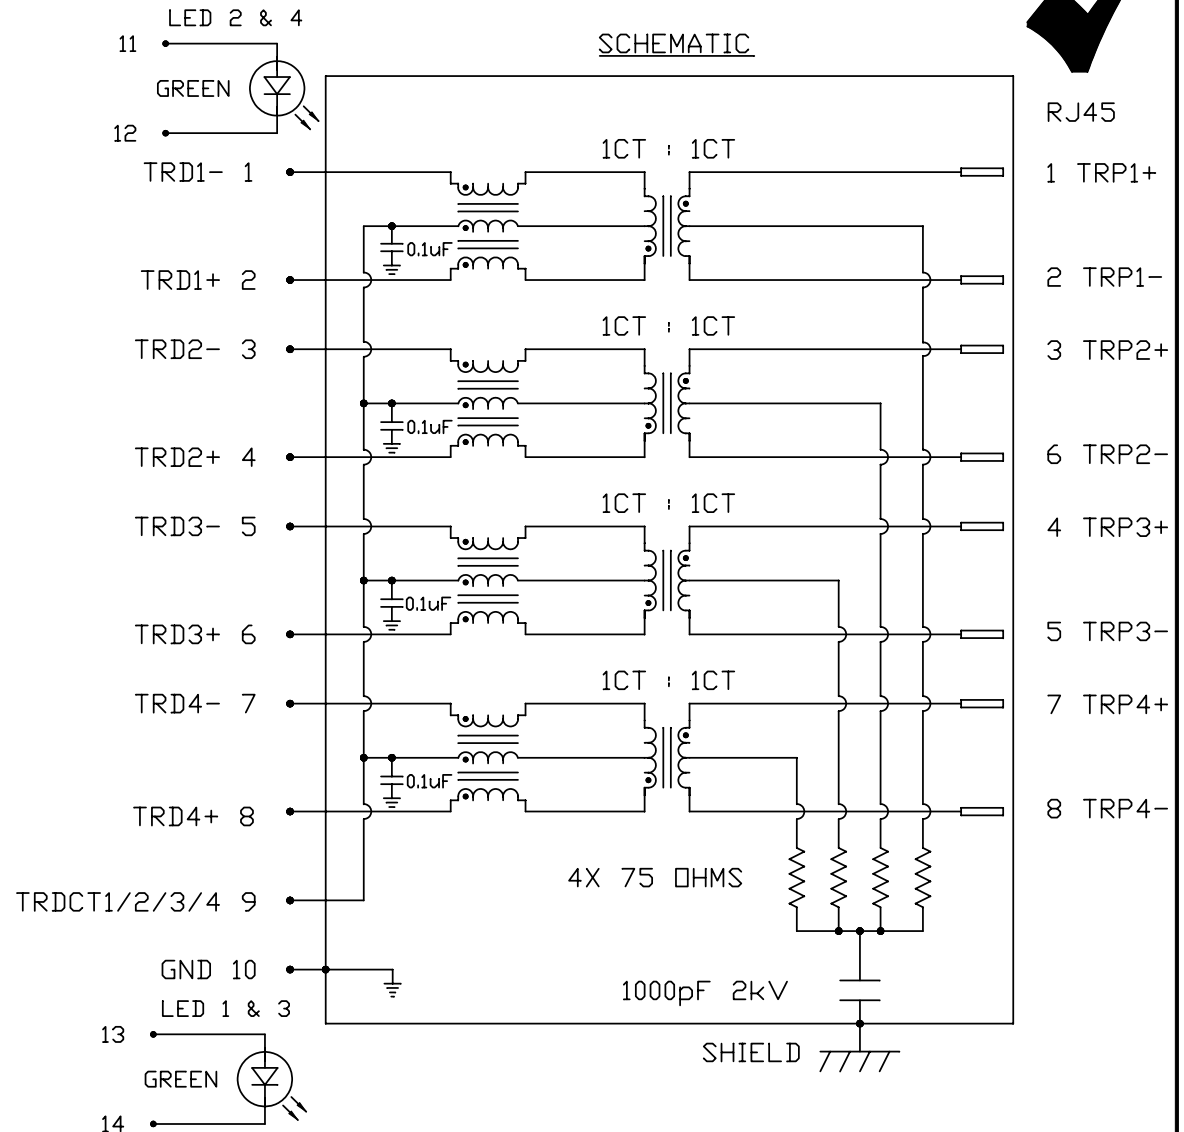 LED 2 & 4
11
SCHEMATIC
GREEN
RJ45
12
1CT : 1CT
TRD1- 1
1 TRP1+
0.1uF
TRD1+ 2
2 TRP1-
1CT : 1CT
TRD2- 3
3 TRP2+
0.1uF
TRD2+ 4
6 TRP2-
1CT : 1CT
TRD3- 5
4 TRP3+
0.1uF
TRD3+ 6
5 TRP3-
1CT : 1CT
TRD4- 7
7 TRP4+
0.1uF
TRD4+ 8
8 TRP4-
4X 75 OHMS
TRDCT1/2/3/4 9
GND 10
1000pF 2kV
LED 1 & 3
13
SHIELD
GREEN
14